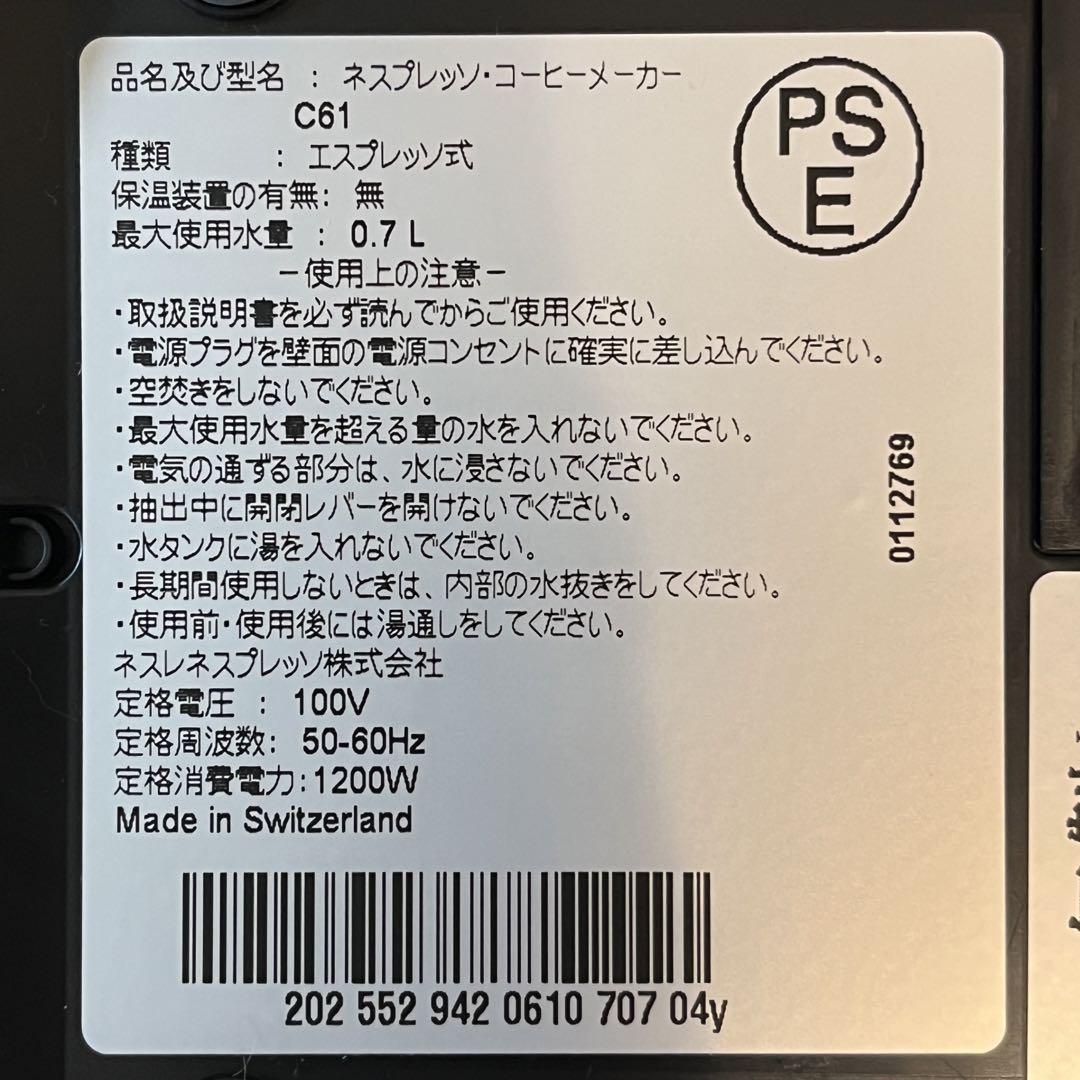 品名及び型名 : ネスプレッソ・コーヒーメーカー
C61
PS
E
種類 : エスプレッソ式
保温装置の有無: 無
最大使用水量 : 0.7 L
－使用上の注意－
・取扱説明書を必ず読んでからご使用ください。
・電源プラグを壁面の電源コンセントに確実に差し込んでください。
・空焚きをしないでください。
・最大使用水量を超える量の水を入れないでください。
・電気の通ずる部分は、水に浸さないでください。
・抽出中に開閉レバーを開けないでください。
・水タンクに湯を入れないでください。
・長期間使用しないときは、内部の水抜きをしてください。
・使用前・使用後には湯通しをしてください。
ネスレネスプレッソ株式会社
定格電圧 : 100V
定格周波数: 50-60Hz
定格消費電力:1200W
Made in Switzerland
0112769
202 552 942 0610 707 04y